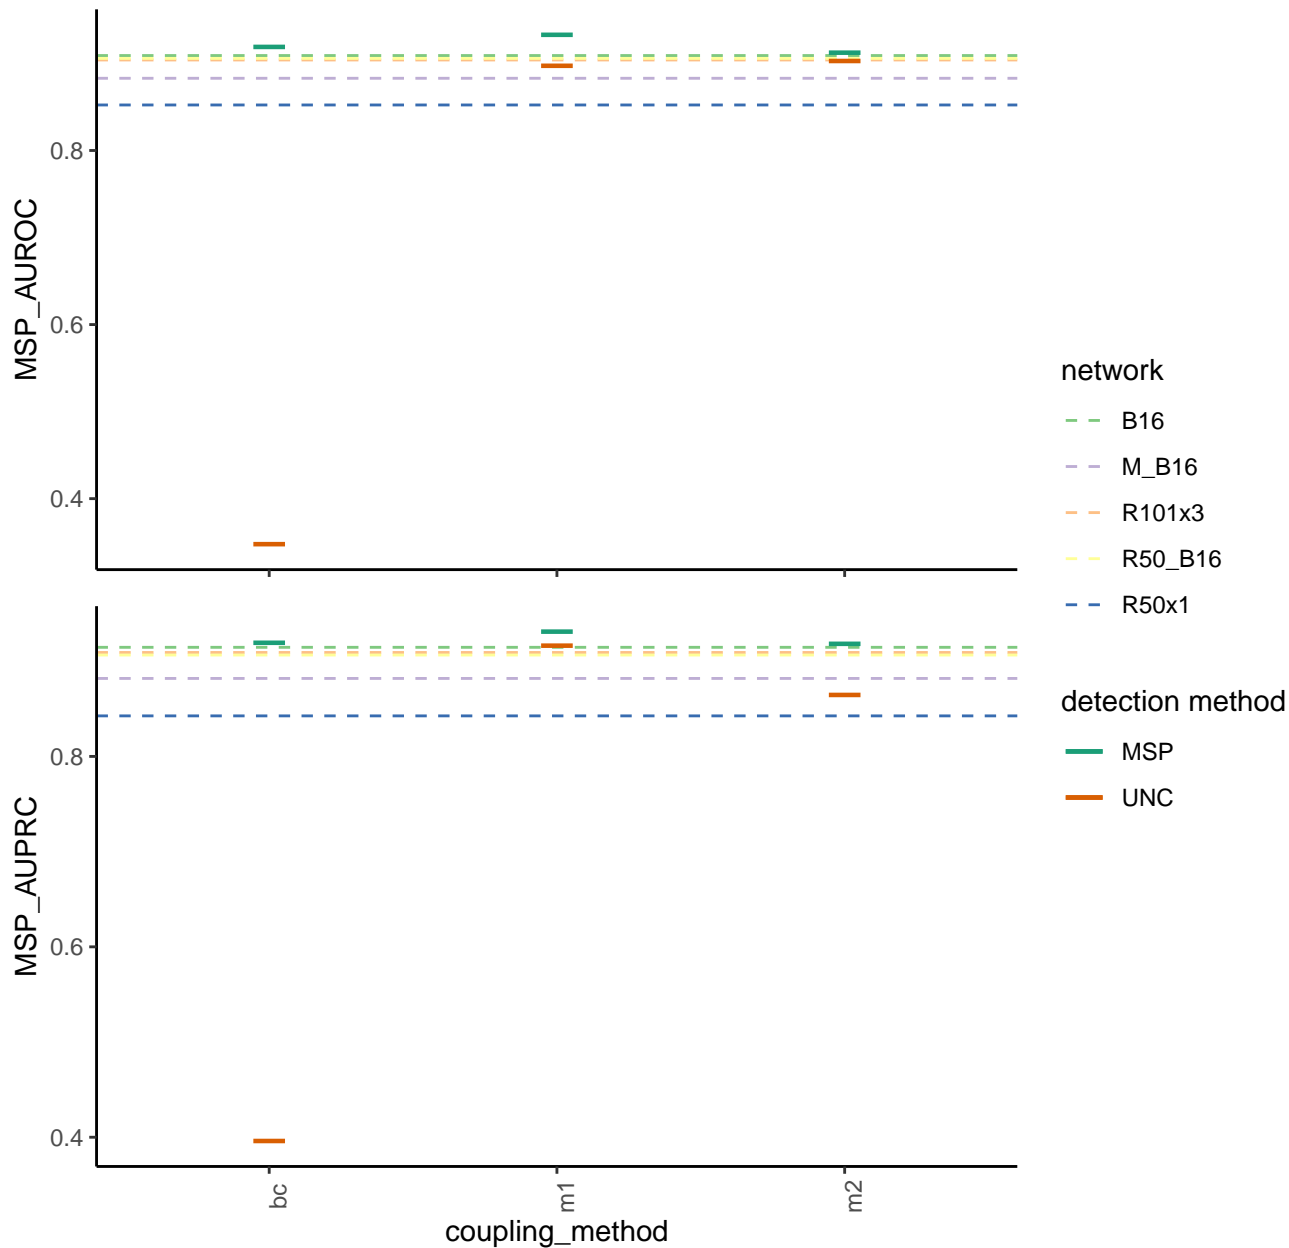 MSP_AUROC
0.8
0.6
0.4
MSP_AUPRC
0.8
0.6
0.4
bc
m1
m2
coupling_method
network
B16
M_B16
R101x3
R50_B16
R50x1
detection method
MSP
UNC